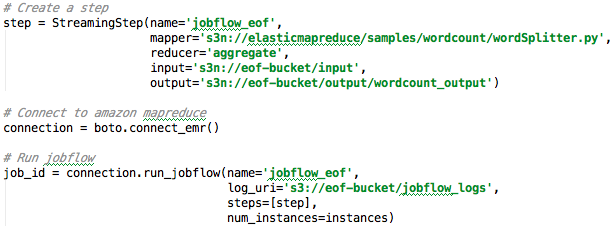 # Create a step
step = StreamingStep(name='jobflow_eof',
mapper='s3n://elasticmapreduce/samples/wordcount/wordSplitter.py',
reducer='aggregate',
input='s3n://eof-bucket/input',
output='s3n://eof-bucket/output/wordcount_output')
# Connect to amazon mapreduce
connection = boto.connect_emr()
# Run jobflow
job_id = connection.run_jobflow(name='jobflow_eof',
log_uri='s3://eof-bucket/jobflow_logs',
steps=[step],
num_instances=instances)